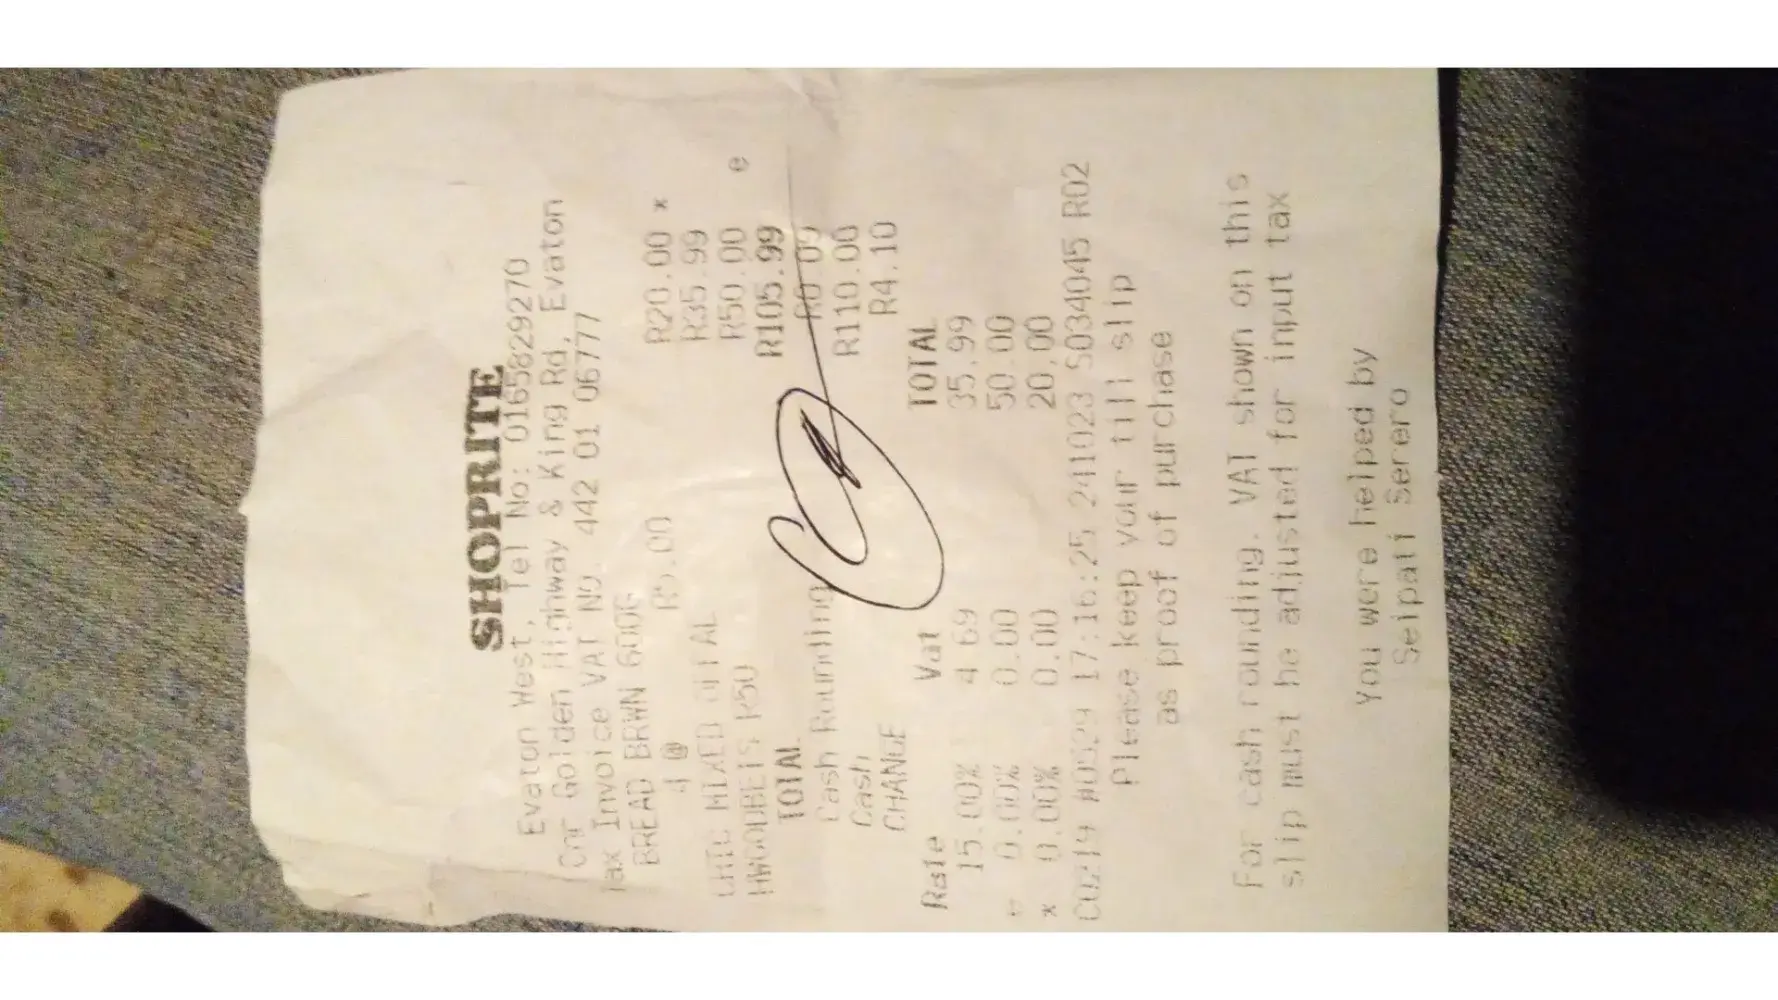 SHOPRITE
Evaton West, Tel No: 0165829270
Cnr Golden Highway & King Rd, Evaton
Tax Invoice VAT NO. 442 01 06777
BREAD BRWN 600G
4 @ R5.00 R20.00 *
MIXED R35.99
R50 R50.00 e
TOTAL R105.99
Cash Rounding R0.09
Cash R110.00
CHANGE R4.10
Rate Vat TOTAL
15.00% 4.69 35.99
e 0.00% 0.00 50.00
* 0.00% 0.00 20.00
17:16:25 241023 S034045 R02
Please keep your till slip
as proof of purchase
For cash rounding. VAT shown on this
slip must be adjusted for input tax
You were helped by
Seipati Serero